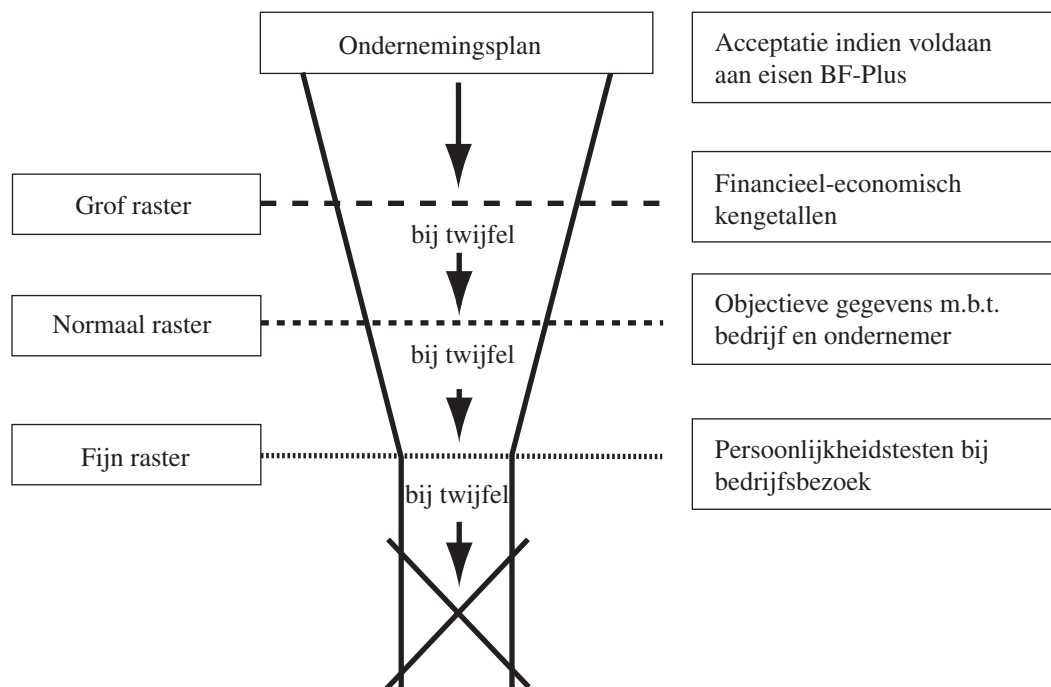 Ondernemingsplan
Acceptatie indien voldaan
aan eisen BF-Plus
Grof raster
Financieel-economisch
kengetallen
bij twijfel
Normaal raster
Objectieve gegevens m.b.t.
bedrijf en ondernemer
bij twijfel
Fijn raster
Persoonlijkheidstesten bij
bedrijfsbezoek
bij twijfel